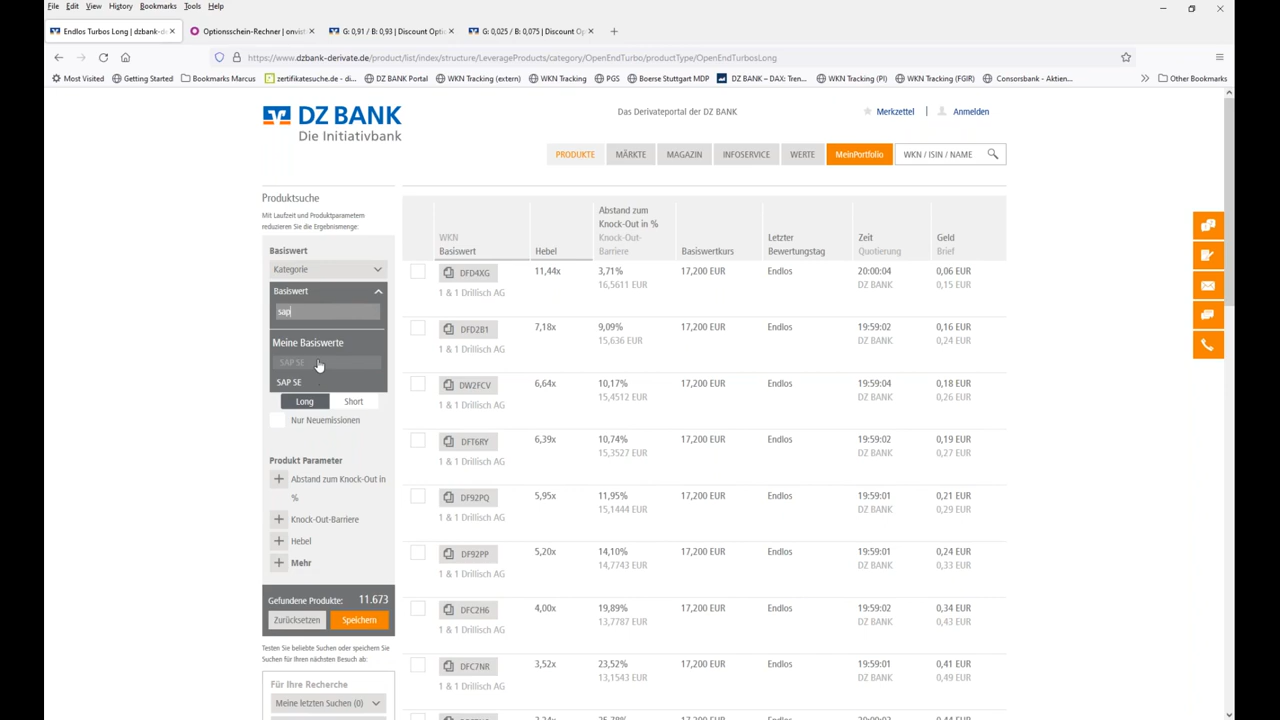 File Edit View History Bookmarks Tools Help
Endlos Turbos Long | dzbank-de
Optionsschein-Rechner | onvist
G: 0,91 / B: 0,93 | Discount Optic
G: 0,025 / B: 0,075 | Discount Op
https://www.dzbank-derivate.de/product/list/index/structure/LeverageProducts/category/OpenEndTurbo/productType/OpenEndTurbosLong
Most Visited Getting Started Bookmarks Marcus zertifikatesuche.de - di... DZ BANK Portal WKN Tracking (extern) WKN Tracking PGS Boerse Stuttgart MDP DZ BANK – DAX: Tren... WKN Tracking (PI) WKN Tracking (FGIR) Consorsbank - Aktien... Other Bookmarks
DZ BANK
Die Initiativbank
Das Derivateportal der DZ BANK
Merkzettel | Anmelden
PRODUKTE MÄRKTE MAGAZIN INFOSERVICE WERTE MeinPortfolio WKN / ISIN / NAME
Produktsuche
Mit Laufzeit und Produktparametern
reduzieren Sie die Ergebnismenge:
Basiswert
Kategorie
Basiswert
sap
Meine Basiswerte
SAP SE
SAP SE
Long Short
Nur Neuemissionen
Produkt Parameter
Abstand zum Knock-Out in
%
Knock-Out-Barriere
Hebel
Mehr
Gefundene Produkte: 11.673
Zurücksetzen Speichern
Testen Sie beliebte Suchen oder speichern Sie
Suchen für Ihren nächsten Besuch ab:
Für Ihre Recherche
Meine letzten Suchen (0)
WKN
Basiswert
Hebel
Abstand zum
Knock-Out in %
Knock-Out-
Barriere
Basiswertkurs
Letzter
Bewertungstag
Zeit
Quotierung
Geld
Brief
DFD4XG 11,44x 3,71% 17,200 EUR Endlos 20:00:04 0,06 EUR
1 & 1 Drillisch AG 16,5611 EUR DZ BANK 0,15 EUR
DFD2B1 7,18x 9,09% 17,200 EUR Endlos 19:59:02 0,16 EUR
1 & 1 Drillisch AG 15,636 EUR DZ BANK 0,24 EUR
DW2FCV 6,64x 10,17% 17,200 EUR Endlos 19:59:04 0,18 EUR
1 & 1 Drillisch AG 15,4512 EUR DZ BANK 0,26 EUR
DFT6RY 6,39x 10,74% 17,200 EUR Endlos 19:59:02 0,19 EUR
1 & 1 Drillisch AG 15,3527 EUR DZ BANK 0,27 EUR
DF92PQ 5,95x 11,95% 17,200 EUR Endlos 19:59:01 0,21 EUR
1 & 1 Drillisch AG 15,1444 EUR DZ BANK 0,29 EUR
DF92PP 5,20x 14,10% 17,200 EUR Endlos 19:59:01 0,24 EUR
1 & 1 Drillisch AG 14,7743 EUR DZ BANK 0,33 EUR
DFC2H6 4,00x 19,89% 17,200 EUR Endlos 19:59:02 0,34 EUR
1 & 1 Drillisch AG 13,7787 EUR DZ BANK 0,43 EUR
DFC7NR 3,52x 23,52% 17,200 EUR Endlos 19:59:01 0,41 EUR
1 & 1 Drillisch AG 13,1543 EUR DZ BANK 0,49 EUR